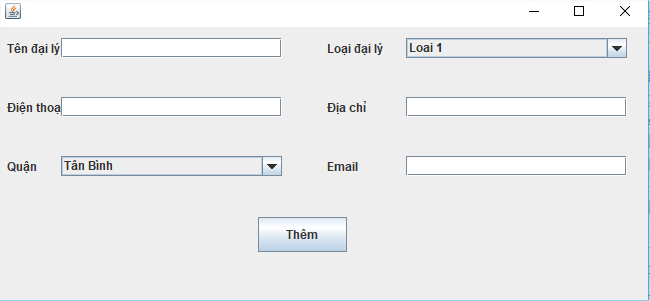 Tên đại lý Loại đại lý Loai 1
Điện thoạ Địa chỉ
Quận Tân Bình Email
Thêm